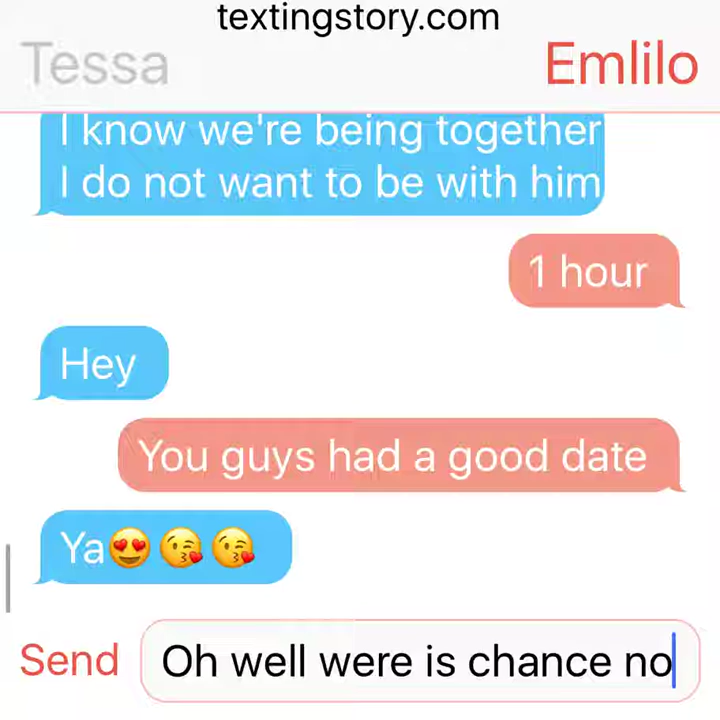 textingstory.com
Tessa Emlilo
I know we're being together
I do not want to be with him
1 hour
Hey
You guys had a good date
Ya😍😘😘
Send Oh well were is chance no